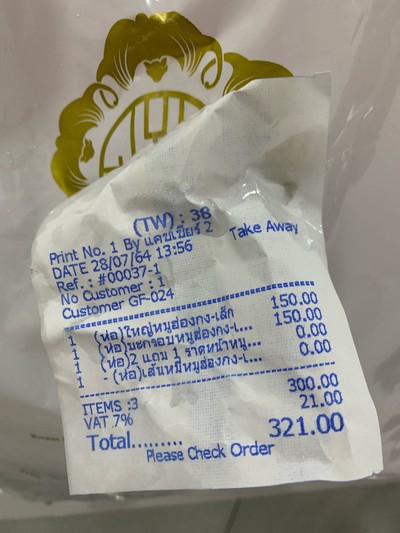 (TW) : 38
Print No. 1 By แคชเชียร์ 2 Take Away
DATE 28/07/64 13:56
Ref. : #00037-1
No Customer : 1
Customer GF-024
1 (ห่อ)ใหญ่หมูฮ่องกง-เล็ก 150.00
1 (ห่อ)บะกรอบหมูฮ่องกง-เ... 150.00
1 (ห่อ)2 แถม 1 ราดหน้าหมู... 0.00
1 - (ห่อ)เส้นหมี่หมูฮ่องกง-เ... 0.00
ITEMS :3 300.00
VAT 7% 21.00
Total......... 321.00
Please Check Order